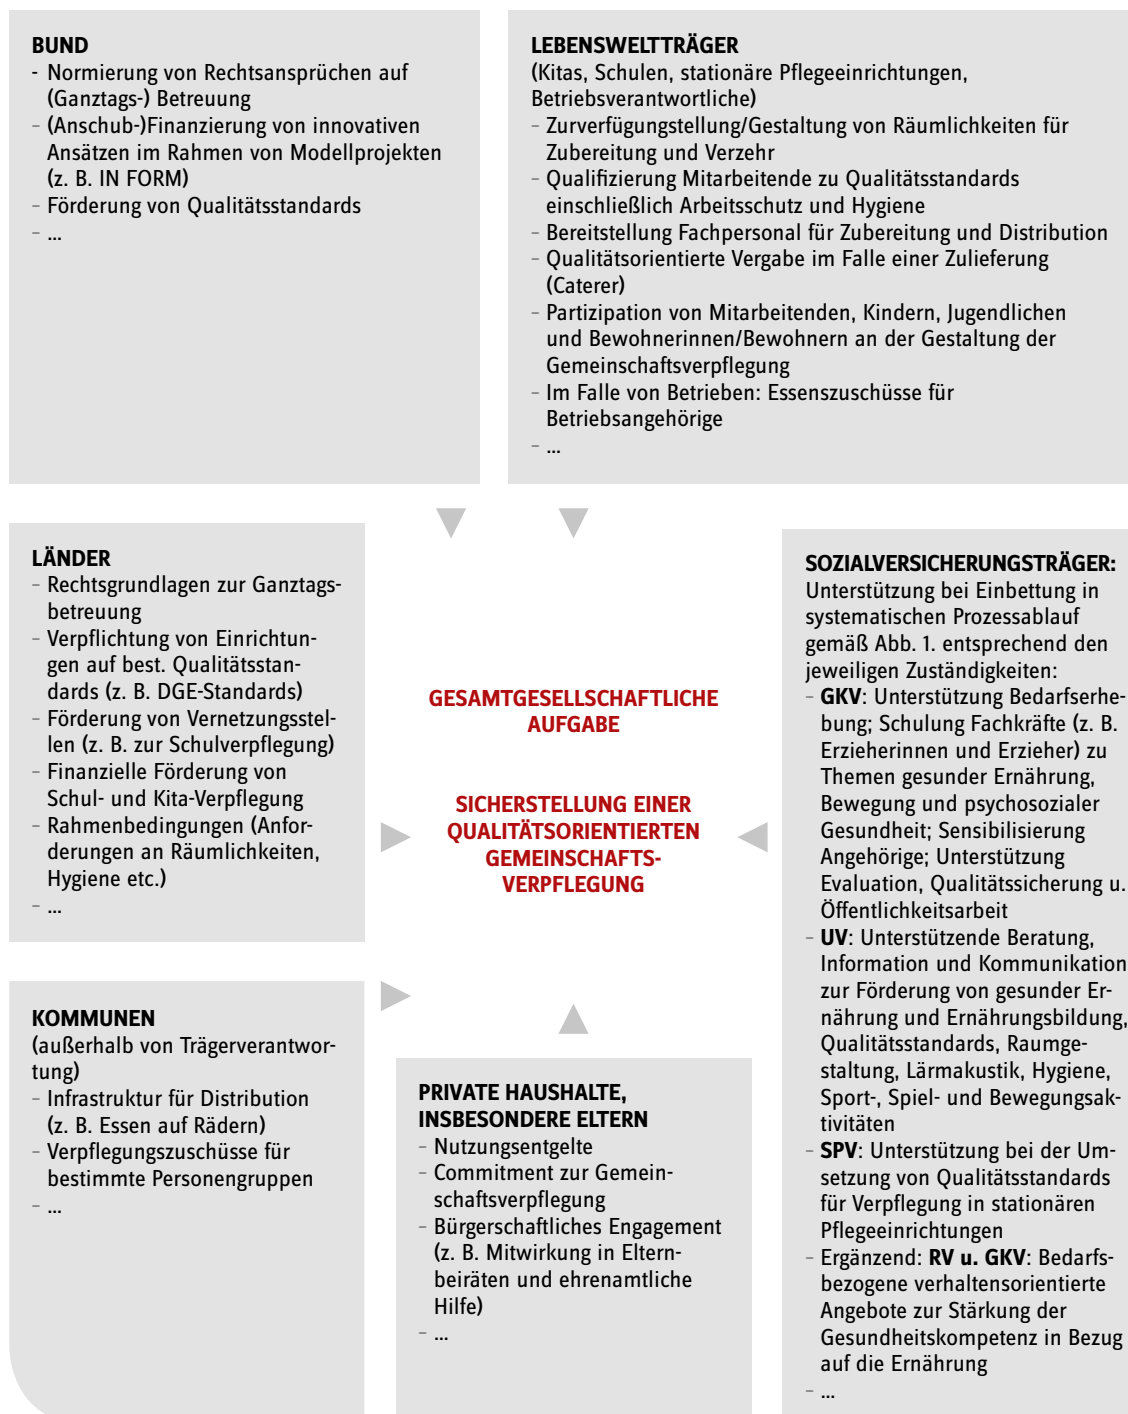 BUND
- Normierung von Rechtsansprüchen auf
(Ganztags-) Betreuung
– (Anschub-)Finanzierung von innovativen
Ansätzen im Rahmen von Modellprojekten
(z. B. IN FORM)
– Förderung von Qualitätsstandards
– ...
LEBENSWELTTRÄGER
(Kitas, Schulen, stationäre Pflegeeinrichtungen,
Betriebsverantwortliche)
– Zurverfügungstellung/Gestaltung von Räumlichkeiten für
Zubereitung und Verzehr
– Qualifizierung Mitarbeitende zu Qualitätsstandards
einschließlich Arbeitsschutz und Hygiene
– Bereitstellung Fachpersonal für Zubereitung und Distribution
– Qualitätsorientierte Vergabe im Falle einer Zulieferung
(Caterer)
– Partizipation von Mitarbeitenden, Kindern, Jugendlichen
und Bewohnerinnen/Bewohnern an der Gestaltung der
Gemeinschaftsverpflegung
– Im Falle von Betrieben: Essenszuschüsse für
Betriebsangehörige
– ...
LÄNDER
– Rechtsgrundlagen zur Ganztags-
betreuung
– Verpflichtung von Einrichtun-
gen auf best. Qualitätsstan-
dards (z. B. DGE-Standards)
– Förderung von Vernetzungsstel-
len (z. B. zur Schulverpflegung)
– Finanzielle Förderung von
Schul- und Kita-Verpflegung
– Rahmenbedingungen (Anfor-
derungen an Räumlichkeiten,
Hygiene etc.)
– ...
GESAMTGESELLSCHAFTLICHE
AUFGABE
SICHERSTELLUNG EINER
QUALITÄTSORIENTIERTEN
GEMEINSCHAFTS-
VERPFLEGUNG
SOZIALVERSICHERUNGSTRÄGER:
Unterstützung bei Einbettung in
systematischen Prozessablauf
gemäß Abb. 1. entsprechend den
jeweiligen Zuständigkeiten:
– GKV: Unterstützung Bedarfserhe-
bung; Schulung Fachkräfte (z. B.
Erzieherinnen und Erzieher) zu
Themen gesunder Ernährung,
Bewegung und psychosozialer
Gesundheit; Sensibilisierung
Angehörige; Unterstützung
Evaluation, Qualitätssicherung u.
Öffentlichkeitsarbeit
– UV: Unterstützende Beratung,
Information und Kommunikation
zur Förderung von gesunder Er-
nährung und Ernährungsbildung,
Qualitätsstandards, Raumge-
staltung, Lärmakustik, Hygiene,
Sport-, Spiel- und Bewegungsak-
tivitäten
– SPV: Unterstützung bei der Um-
setzung von Qualitätsstandards
für Verpflegung in stationären
Pflegeeinrichtungen
– Ergänzend: RV u. GKV: Bedarfs-
bezogene verhaltensorientierte
Angebote zur Stärkung der
Gesundheitskompetenz in Bezug
auf die Ernährung
– ...
KOMMUNEN
(außerhalb von Trägerverantwor-
tung)
– Infrastruktur für Distribution
(z. B. Essen auf Rädern)
– Verpflegungszuschüsse für
bestimmte Personengruppen
– ...
PRIVATE HAUSHALTE,
INSBESONDERE ELTERN
– Nutzungsentgelte
– Commitment zur Gemein-
schaftsverpflegung
– Bürgerschaftliches Engagement
(z. B. Mitwirkung in Eltern-
beiräten und ehrenamtliche
Hilfe)
– ...